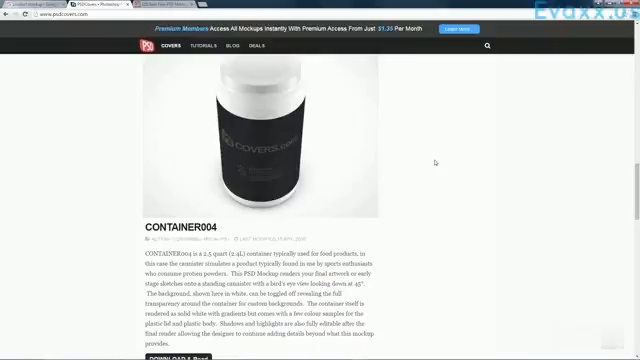 Evaxx.us
www.psdcovers.com
Premium Members Access All Mockups Instantly With Premium Access From Just $1.35 Per Month
Learn More
PSD
COVERS TUTORIALS BLOG DEALS
COVERS.com
CONTAINER004
LAST MODIFIED
CONTAINER004 is a 2.5 quart (2.4L) container typically used for food products, in
this case the cannister simulates a product typically found in use by sports enthusiasts
who consume protien powders. This PSD Mockup renders your final artwork or early
stage sketches onto a standing cannister with a bird's eye view looking down at 45°.
The background, shown here in white, can be toggled off revealing the full
transparency around the container for custom backgrounds. The container itself is
rendered as solid white with gradients but comes with a few colour samples for the
plastic lid and plastic body. Shadows and highlights are also fully editable after the
final render allowing the designer to continue adding details beyond what this mockup
provides.
DOWNLOAD & Read